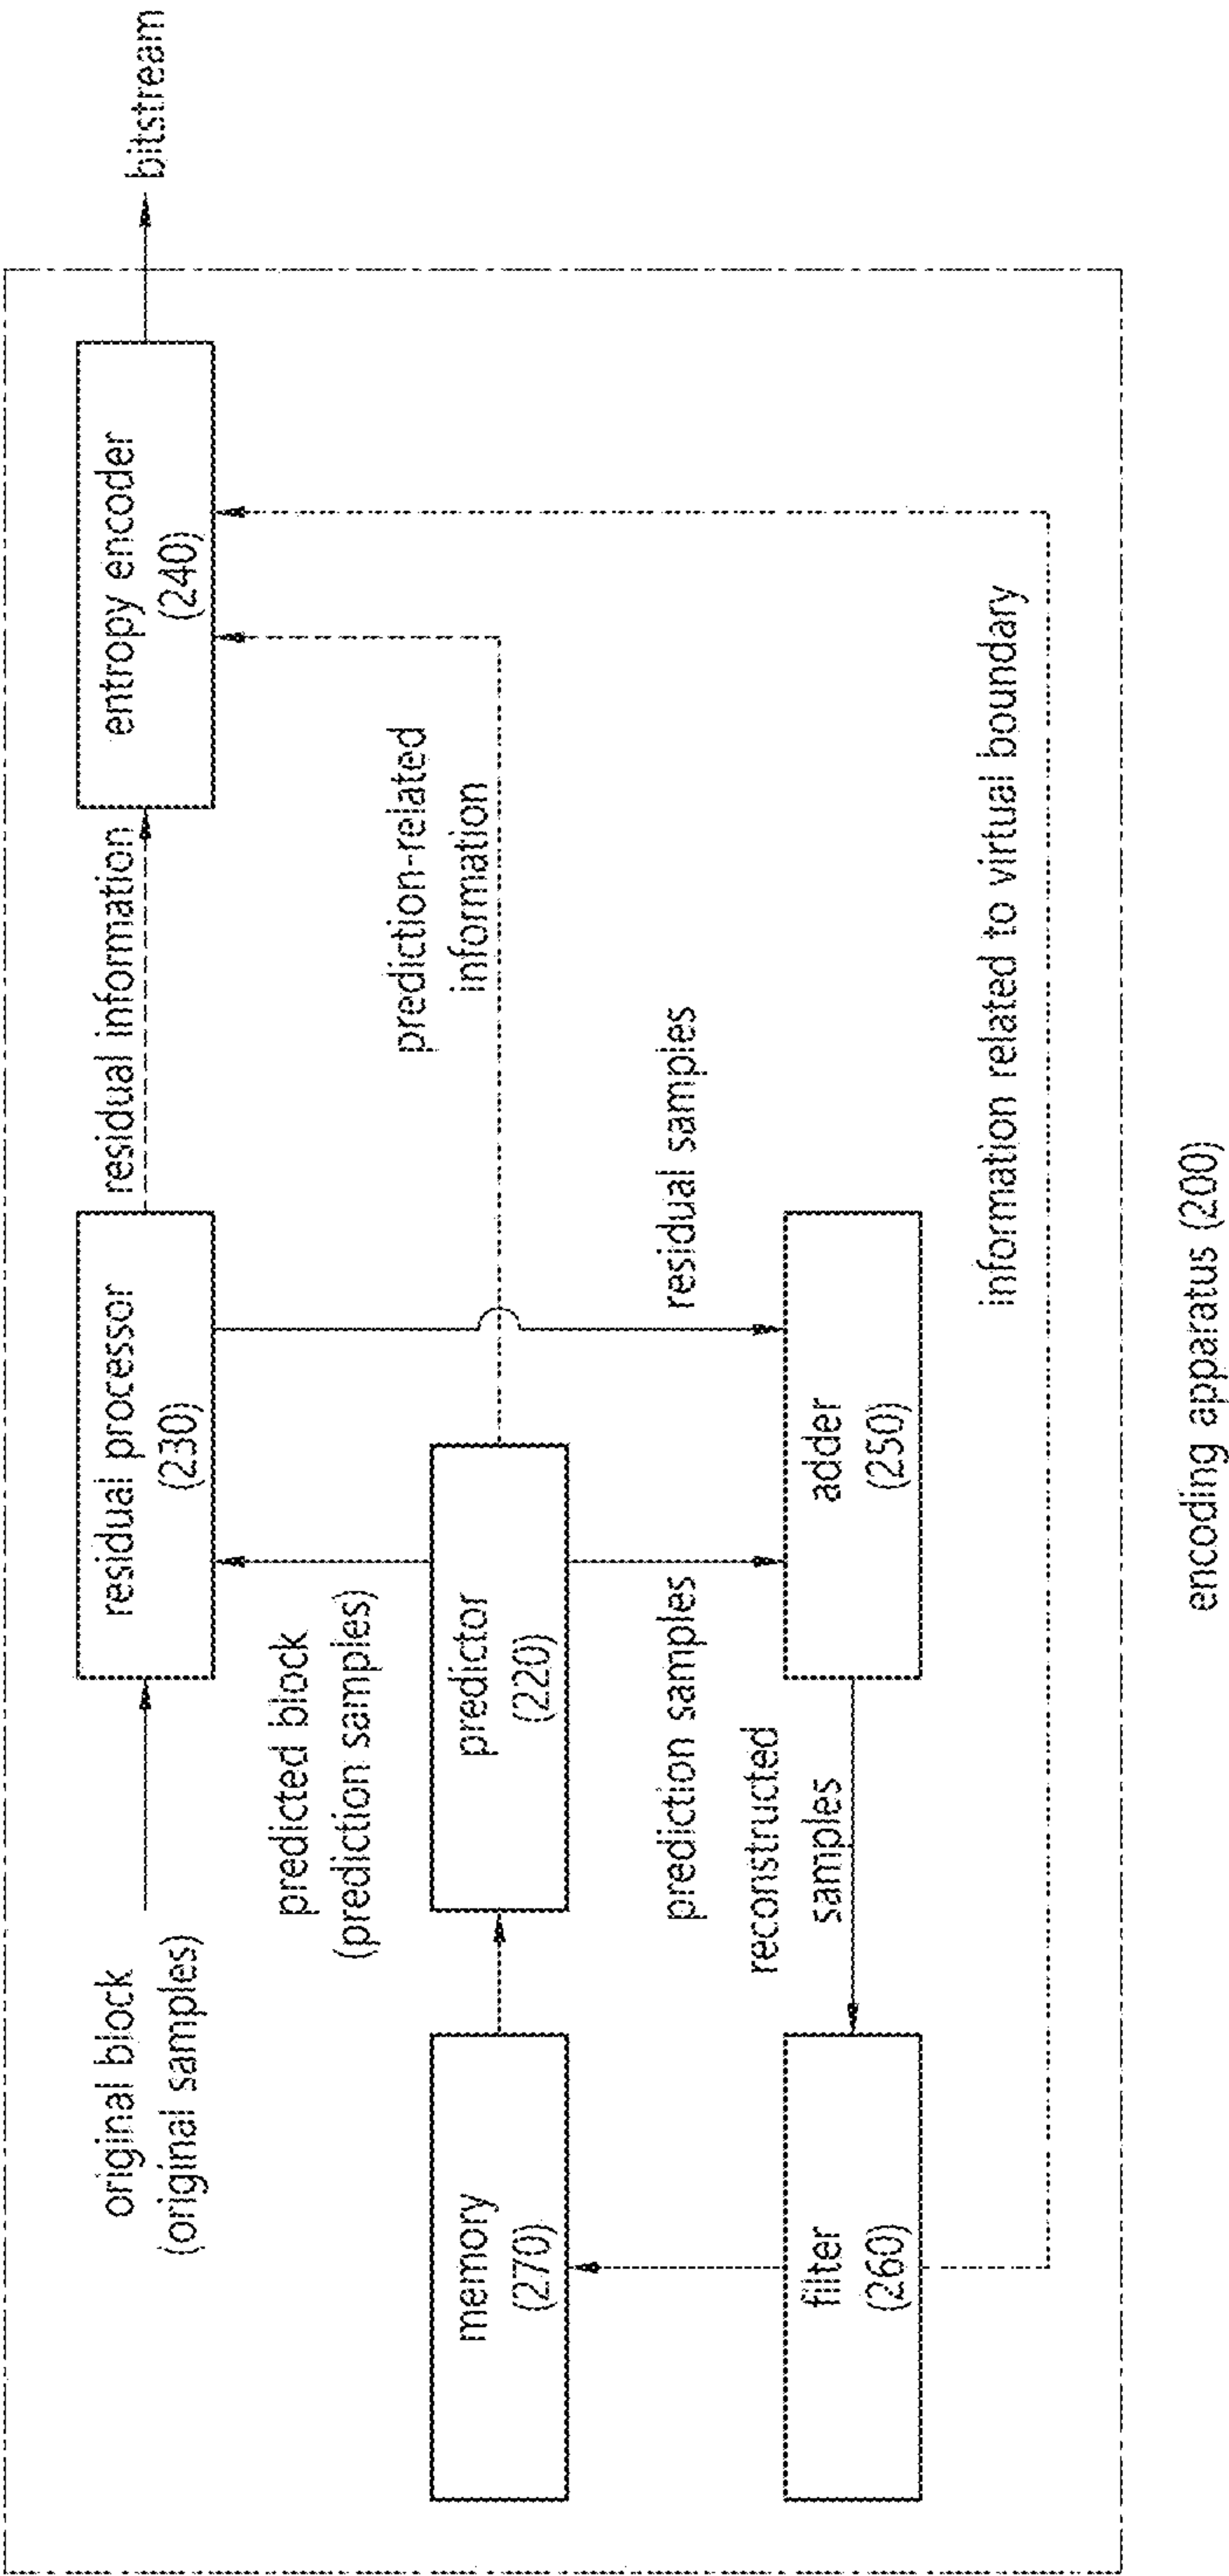 original block
(original samples)
residual processor
(230)
residual information
entropy encoder
(240)
bitstream
predicted block
(prediction samples)
prediction-related
information
memory
(270)
predictor
(220)
prediction samples
residual samples
reconstructed
samples
filter
(260)
adder
(250)
information related to virtual boundary
encoding apparatus (200)